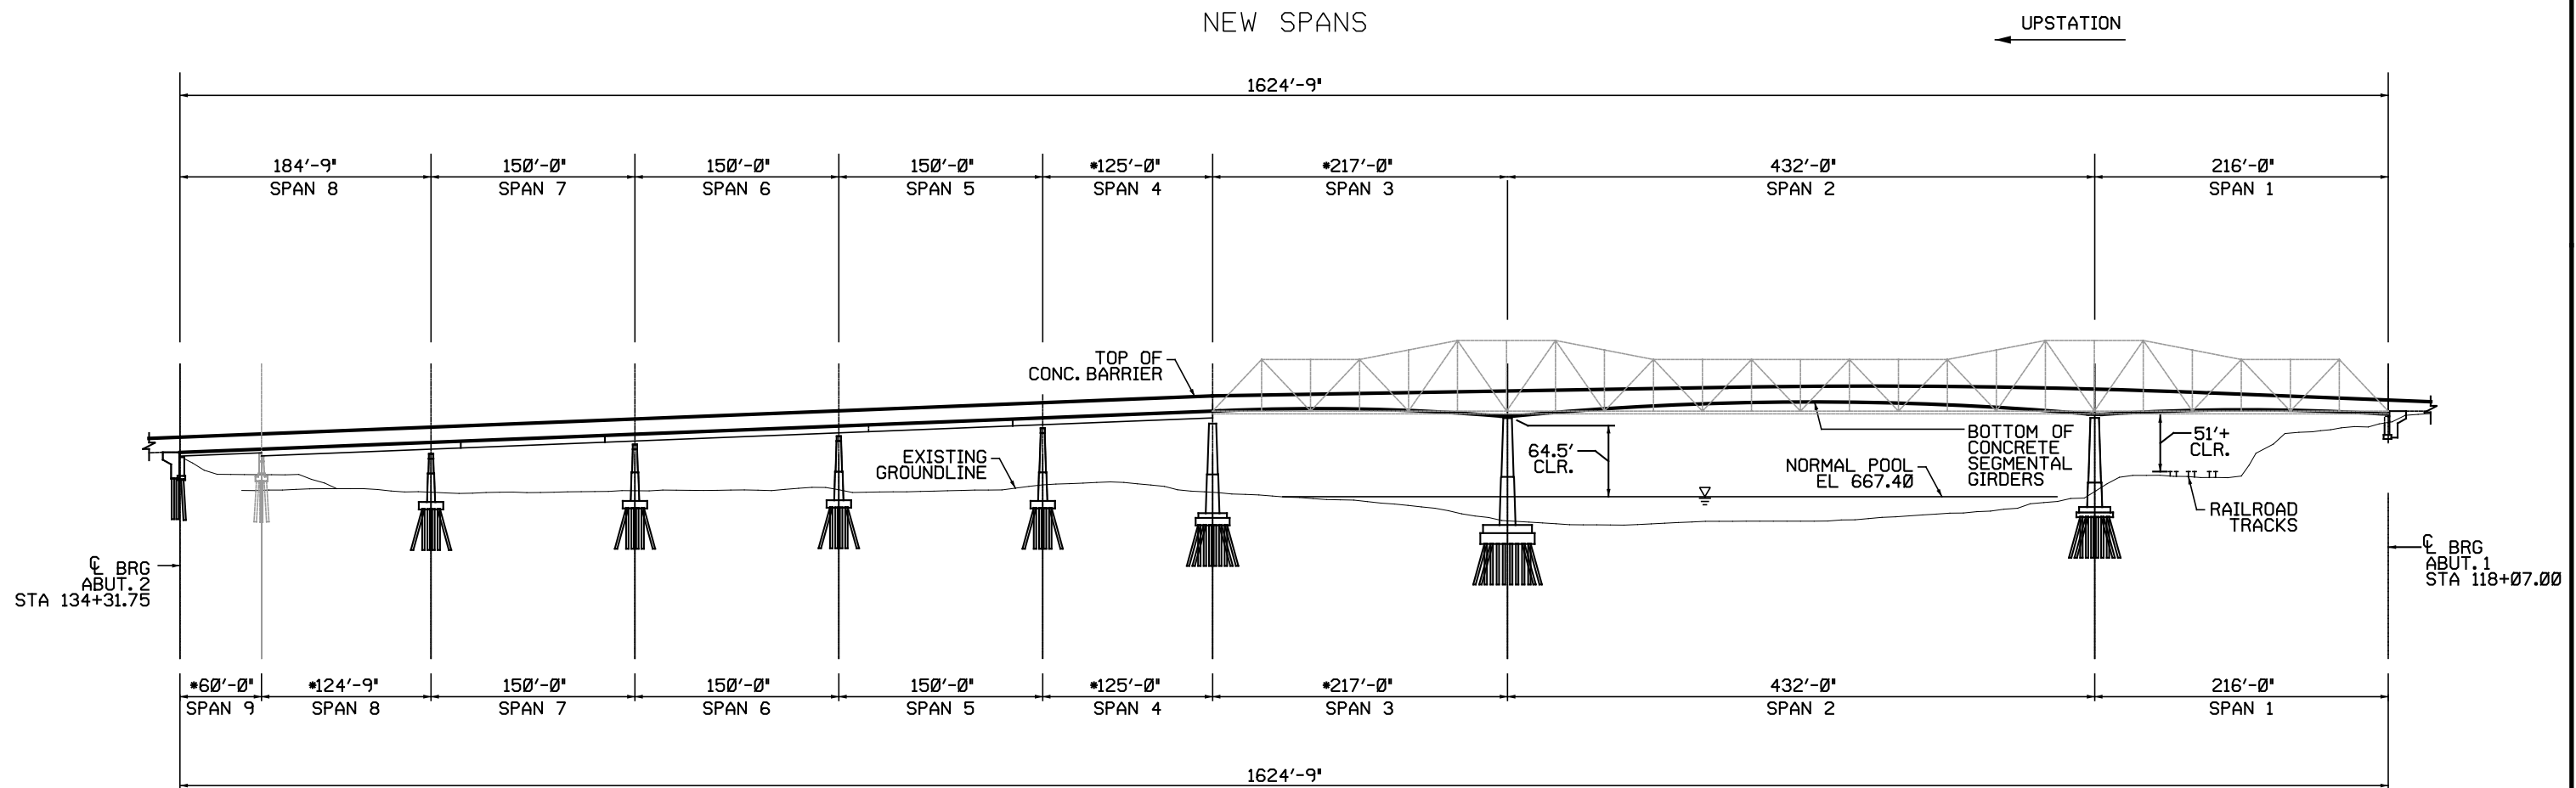 NEW SPANS
UPSTATION
1624'-9"
184'-9"
SPAN 8
150'-0"
SPAN 7
150'-0"
SPAN 6
150'-0"
SPAN 5
*125'-0"
SPAN 4
*217'-0"
SPAN 3
432'-0"
SPAN 2
216'-0"
SPAN 1
TOP OF
CONC. BARRIER
EXISTING
GROUNDLINE
64.5'
CLR.
NORMAL POOL
EL 667.40
BOTTOM OF
CONCRETE
SEGMENTAL
GIRDERS
51'+
CLR.
RAILROAD
TRACKS
℄ BRG
ABUT. 2
STA 134+31.75
℄ BRG
ABUT. 1
STA 118+07.00
*60'-0"
SPAN 9
*124'-9"
SPAN 8
150'-0"
SPAN 7
150'-0"
SPAN 6
150'-0"
SPAN 5
*125'-0"
SPAN 4
*217'-0"
SPAN 3
432'-0"
SPAN 2
216'-0"
SPAN 1
1624'-9"